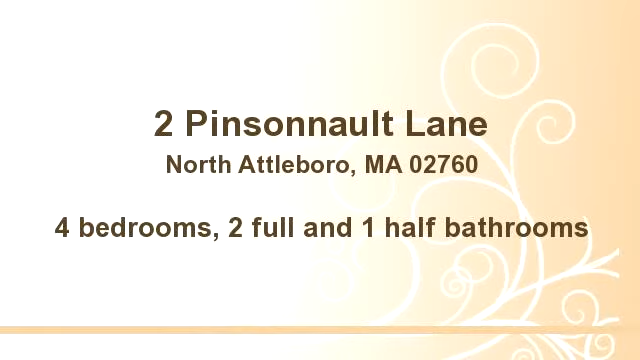 2 Pinsonnault Lane
North Attleboro, MA 02760
4 bedrooms, 2 full and 1 half bathrooms